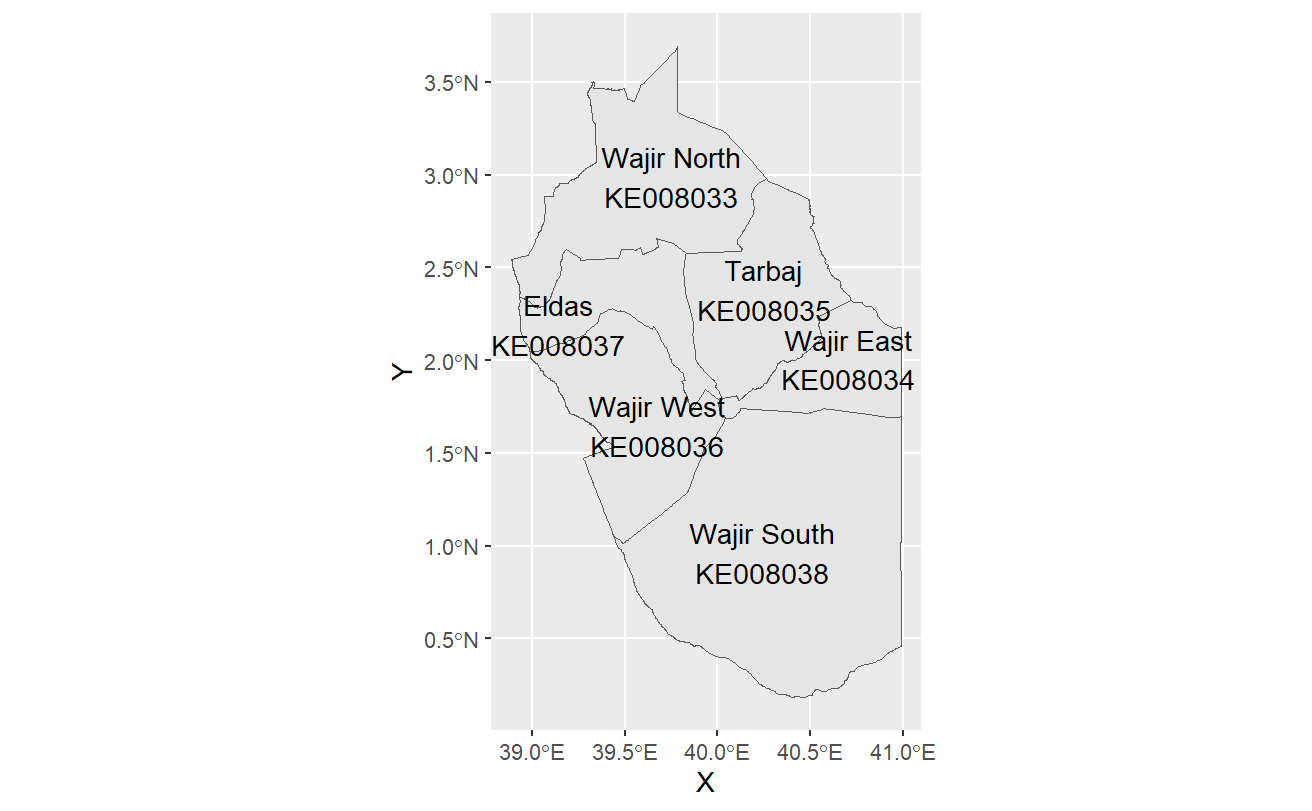 3.5°N
3.0°N
2.5°N
2.0°N
1.5°N
1.0°N
0.5°N
Y
Wajir North
KE008033
Tarbaj
KE008035
Eldas
KE008037
Wajir East
KE008034
Wajir West
KE008036
Wajir South
KE008038
39.0°E 39.5°E 40.0°E 40.5°E 41.0°E
X